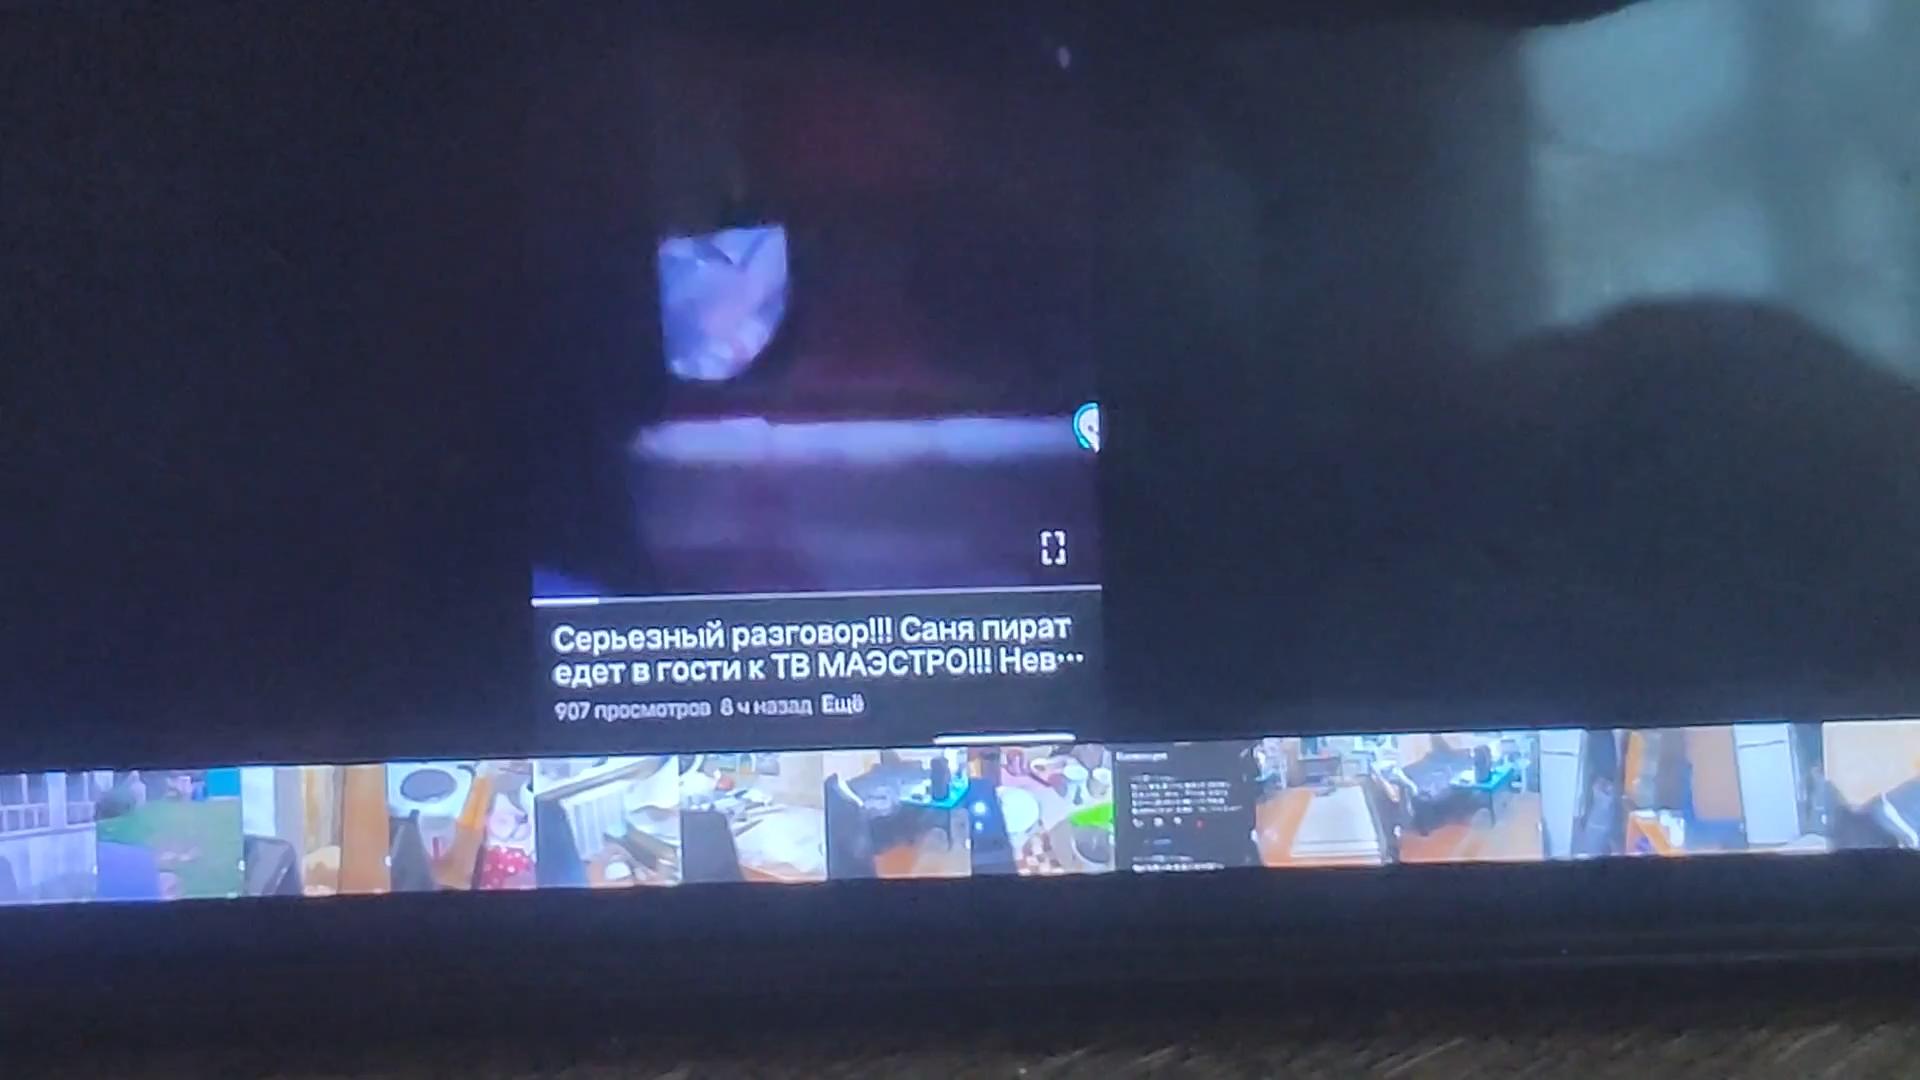 Серьезный разговор!!! Саня пират
едет в гости к ТВ МАЭСТРО!!! Нев...
907 просмотров 8 ч назад Ещё